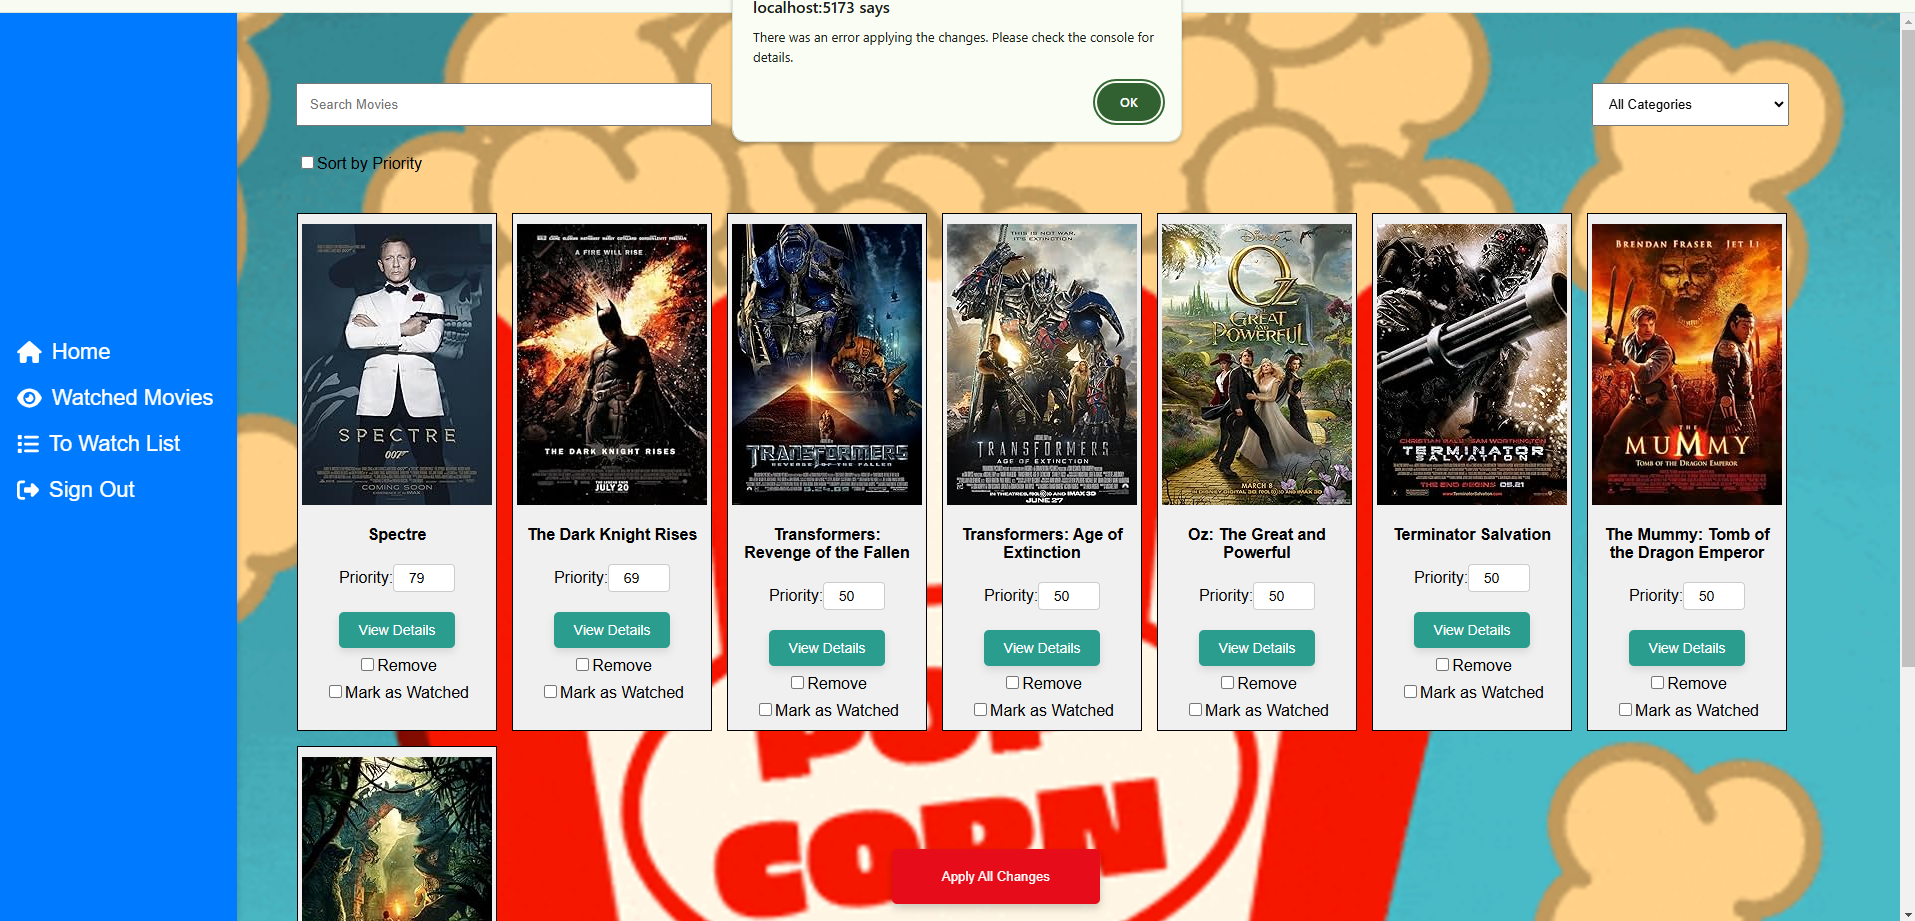 localhost:5173 says
There was an error applying the changes. Please check the console for
details.
OK
Search Movies
All Categories
Sort by Priority
Home
Watched Movies
To Watch List
Sign Out
SPECTRE
007
COMING SOON
A FIRE WILL RISE
THE DARK KNIGHT RISES
JULY 20
TRANSFORMERS
REVENGE OF THE FALLEN
THIS IS NOT WAR.
IT'S EXTINCTION.
TRANSFORMERS
AGE OF EXTINCTION
JUNE 27
Disney
OZ
THE
GREAT
AND
POWERFUL
MARCH 8
CHRISTIAN BALE SAM WORTHINGTON
TERMINATOR
SALVATION
THE END BEGINS 05.21
BRENDAN FRASER JET LI
THE
MUMMY
TOMB OF THE DRAGON EMPEROR
Spectre
Priority: 79
View Details
Remove
Mark as Watched
The Dark Knight Rises
Priority: 69
View Details
Remove
Mark as Watched
Transformers:
Revenge of the Fallen
Priority: 50
View Details
Remove
Mark as Watched
Transformers: Age of
Extinction
Priority: 50
View Details
Remove
Mark as Watched
Oz: The Great and
Powerful
Priority: 50
View Details
Remove
Mark as Watched
Terminator Salvation
Priority: 50
View Details
Remove
Mark as Watched
The Mummy: Tomb of
the Dragon Emperor
Priority: 50
View Details
Remove
Mark as Watched
POP
CORN
Apply All Changes